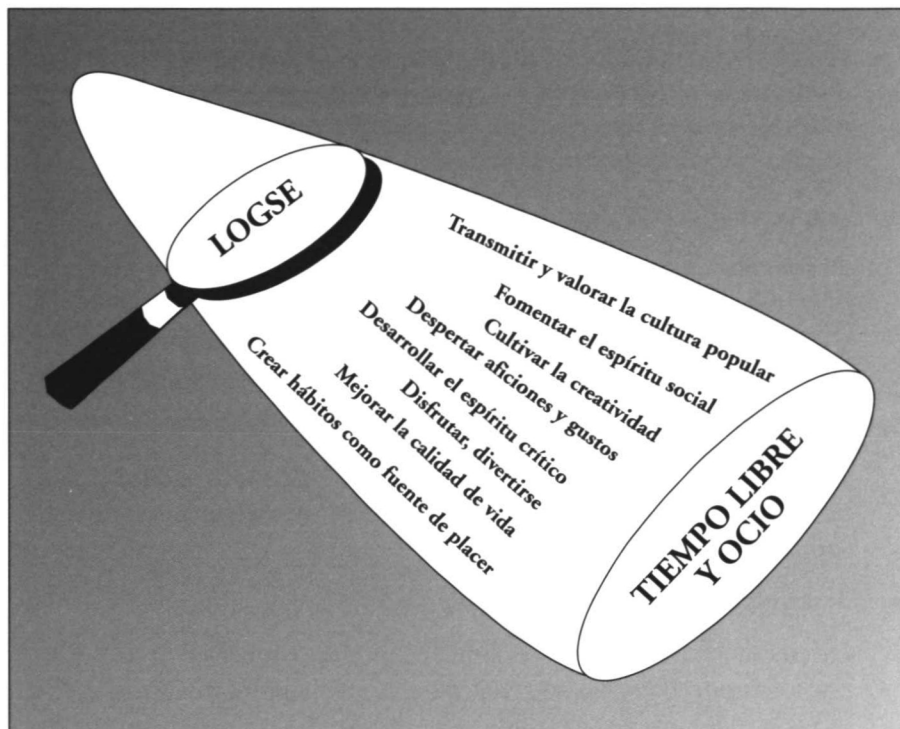 LOGSE
Transmitir y valorar la cultura popular
Fomentar el espíritu social
Cultivar la creatividad
Despertar aficiones y gustos
Desarrollar el espíritu crítico
Disfrutar, divertirse
Mejorar la calidad de vida
Crear hábitos como fuente de placer
TIEMPO LIBRE
Y OCIO